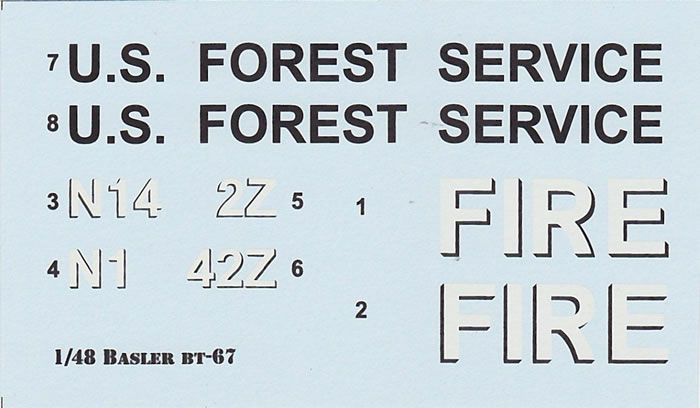 7 U.S. FOREST SERVICE
8 U.S. FOREST SERVICE
3 N14 2Z 5
1 FIRE
4 N1 42Z 6
2 FIRE
1/48 BASLER BT-67